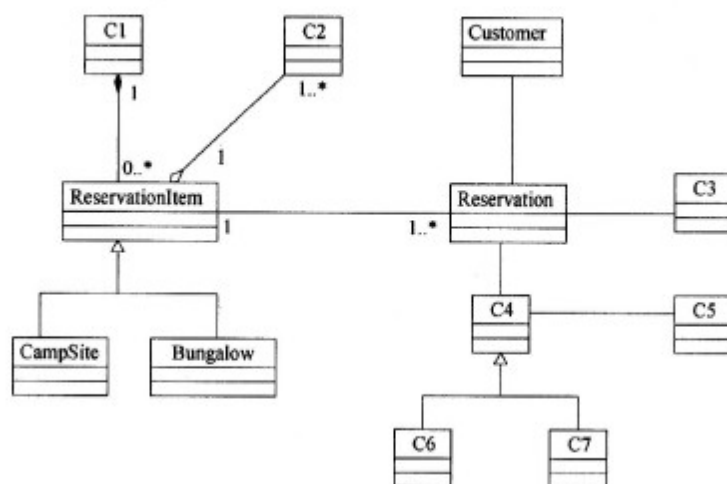 C1
C2
Customer
1
1..*
0..*
1
ReservationItem
Reservation
C3
1
1..*
C4
C5
CampSite
Bungalow
C6
C7